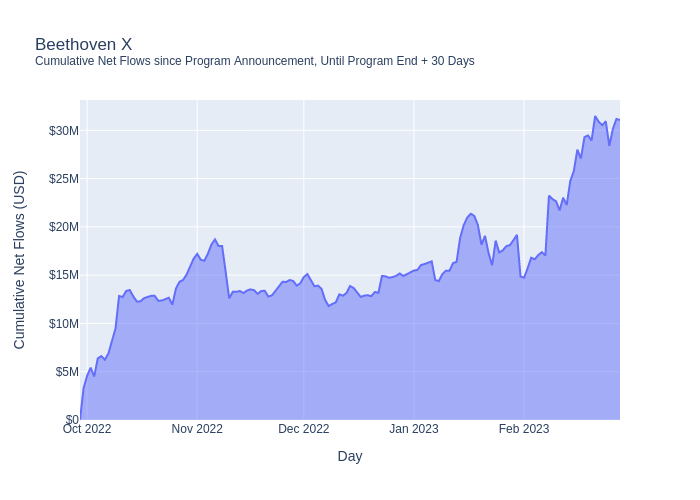 Beethoven X
Cumulative Net Flows since Program Announcement, Until Program End + 30 Days
Cumulative Net Flows (USD)
$30M
$25M
$20M
$15M
$10M
$5M
$0
Oct 2022
Nov 2022
Dec 2022
Jan 2023
Feb 2023
Day